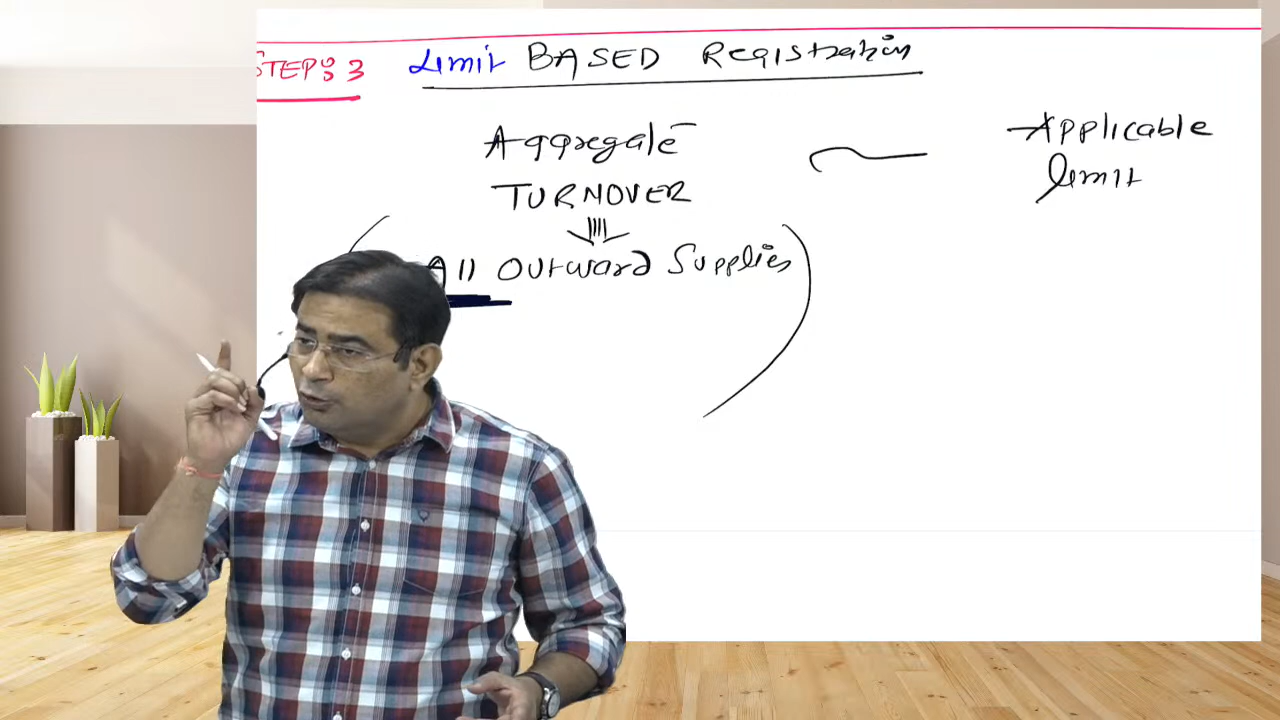 STEP: 3 Limit BASED Registration
Aggregate
TURNOVER
All Outward Supplies
Applicable
limit